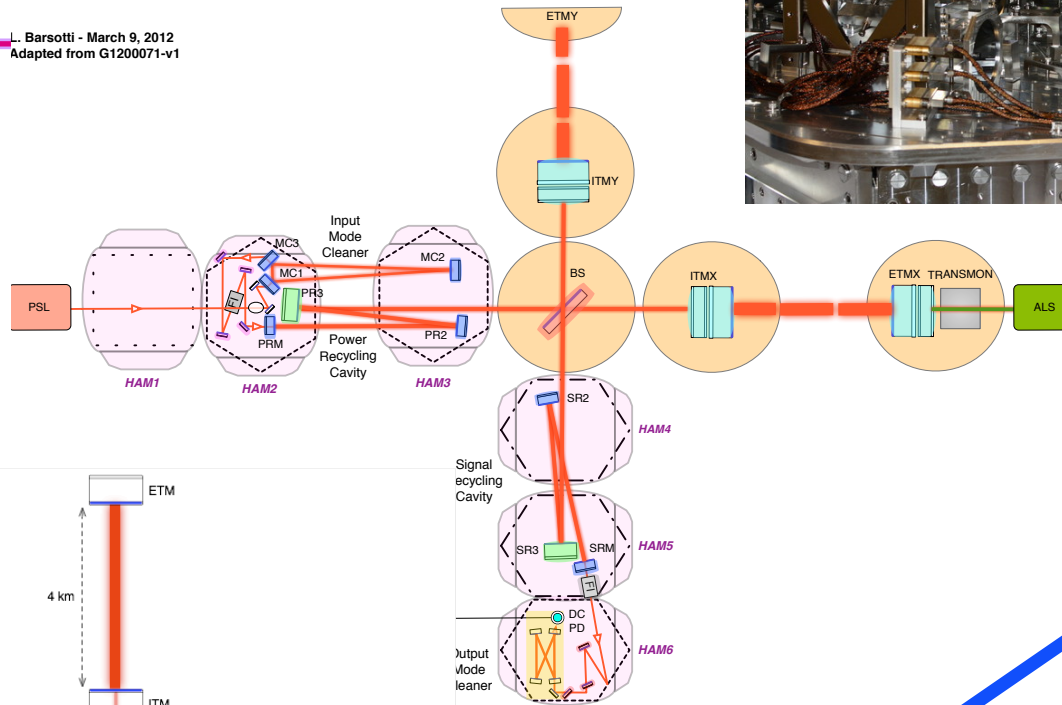 L. Barsotti - March 9, 2012
Adapted from G1200071-v1
ETMY
ITMY
Input
Mode
Cleaner
MC3
MC1
MC2
PR3
FI
PSL
PRM
PR2
Power
Recycling
Cavity
HAM1
HAM2
HAM3
BS
ITMX
ETMX
TRANSMON
ALS
SR2
HAM4
Signal
ecycling
Cavity
SR3
SRM
HAM5
FI
DC
PD
HAM6
Output
Mode
leaner
ETM
4 km
ITM